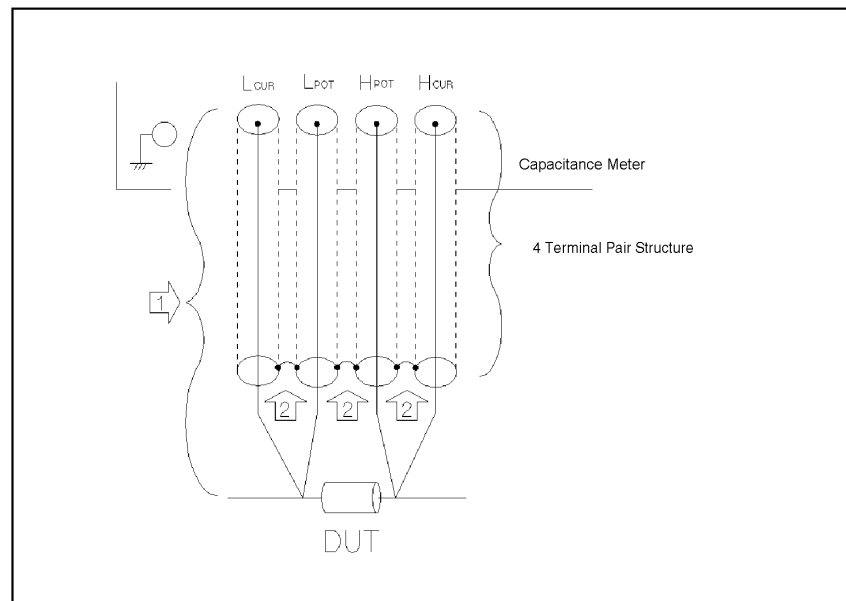 LCUR LPOT HPOT HCUR
Capacitance Meter
4 Terminal Pair Structure
1
2 2 2
DUT